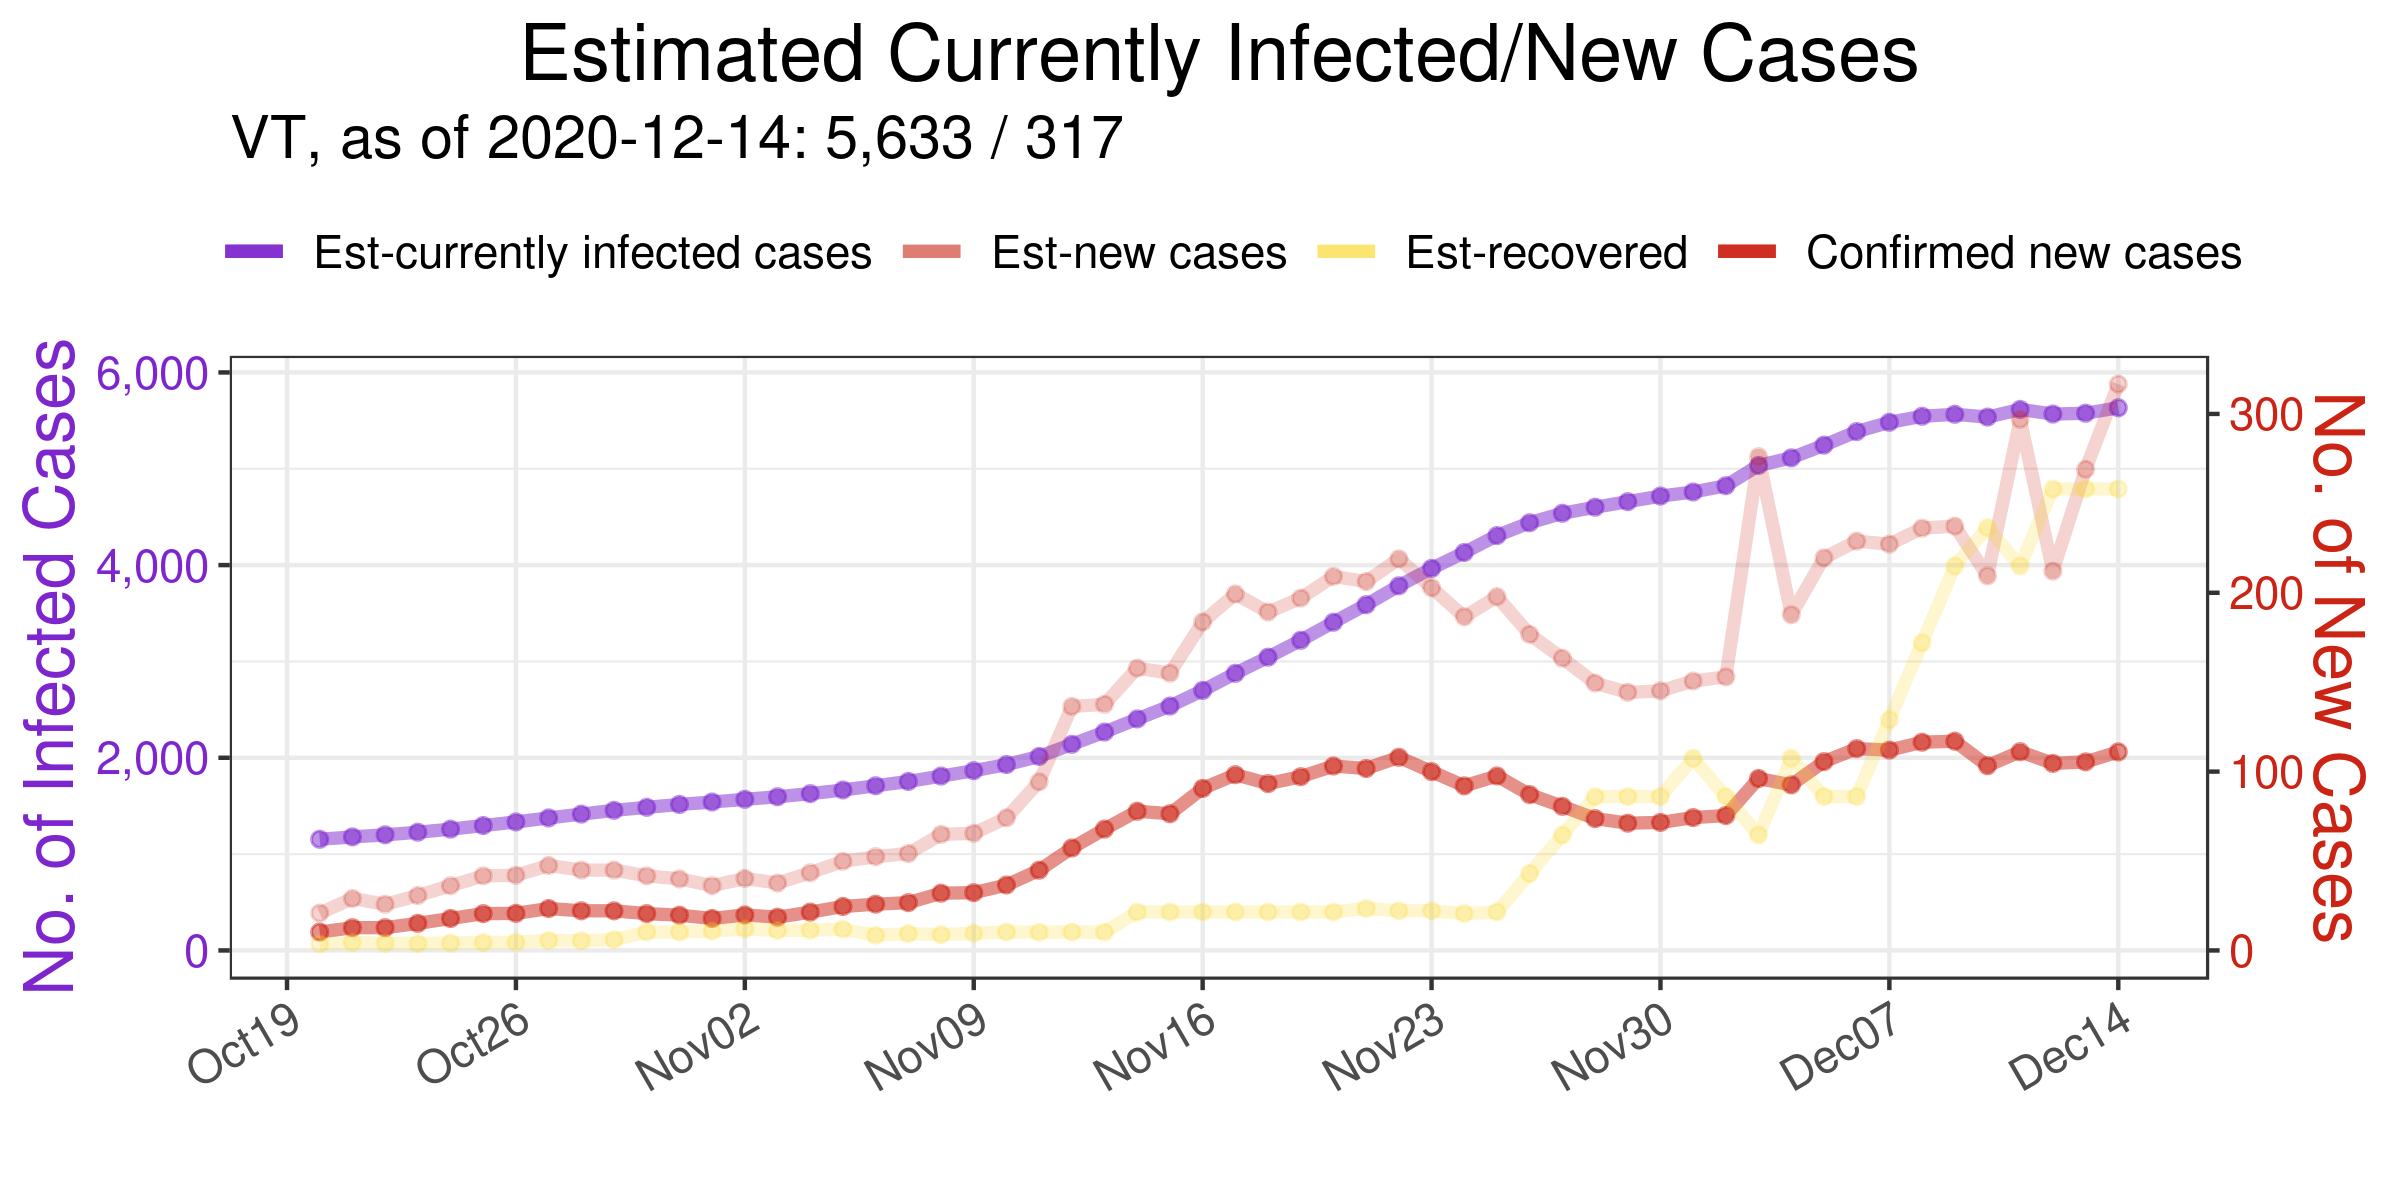 Estimated Currently Infected/New Cases
VT, as of 2020-12-14: 5,633 / 317
Est-currently infected cases Est-new cases Est-recovered Confirmed new cases
No. of Infected Cases
6,000
4,000
2,000
0
300
200
100
0
No. of New Cases
Oct19 Oct26 Nov02 Nov09 Nov16 Nov23 Nov30 Dec07 Dec14